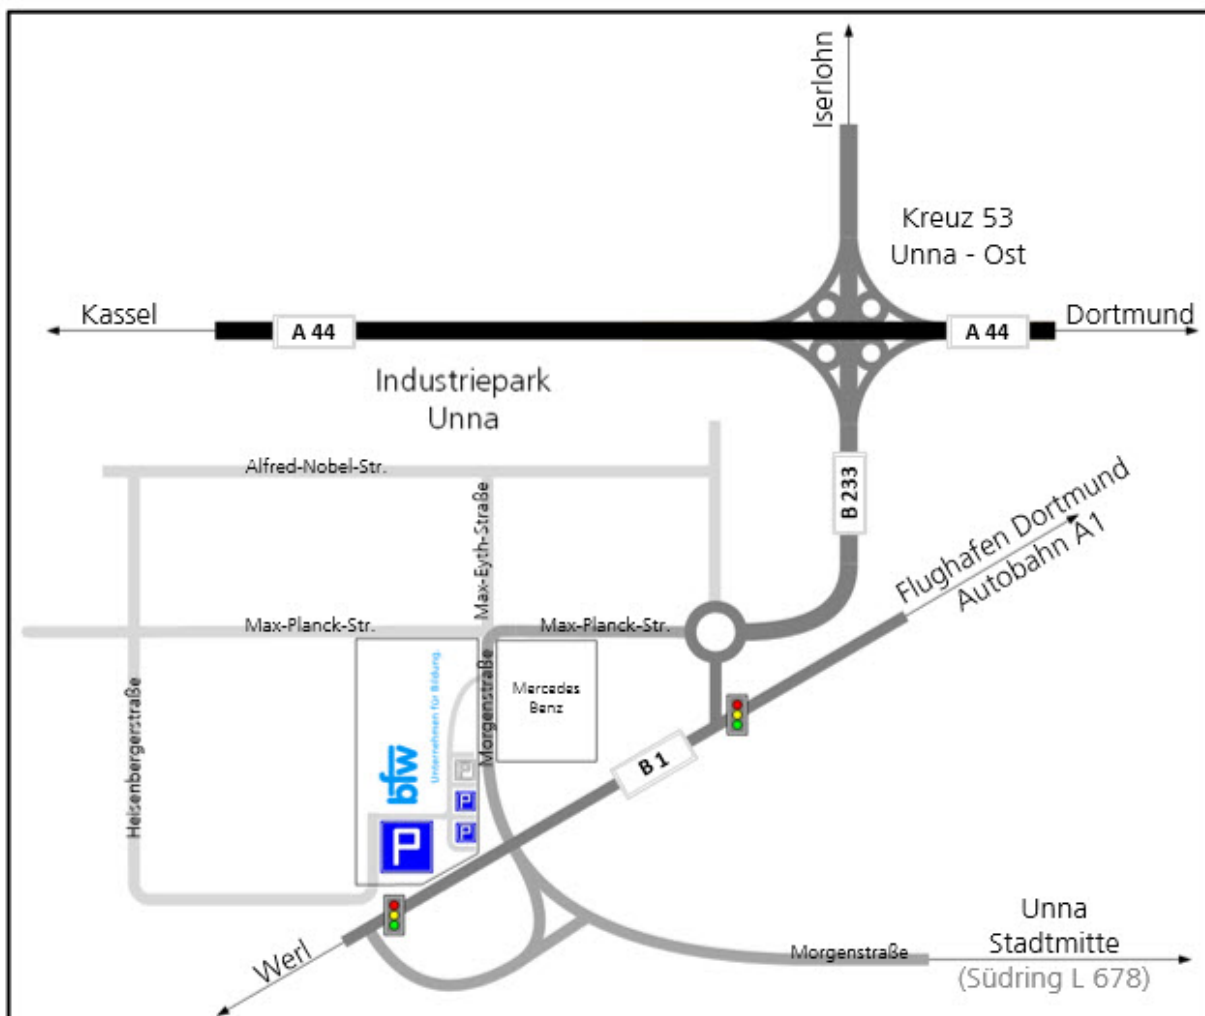 Iserlohn
Kreuz 53
Unna - Ost
Kassel
A 44
A 44
Dortmund
Industriepark
Unna
Alfred-Nobel-Str.
Max-Eyth-Straße
B 233
Flughafen Dortmund
Autobahn A1
Max-Planck-Str.
Max-Planck-Str.
Heisenbergerstraße
bfw
Unternehmen für Bildung.
Morgenstraße
Mercedes
Benz
B 1
P
P
P
P
Werl
Morgenstraße
Unna
Stadtmitte
(Südring L 678)